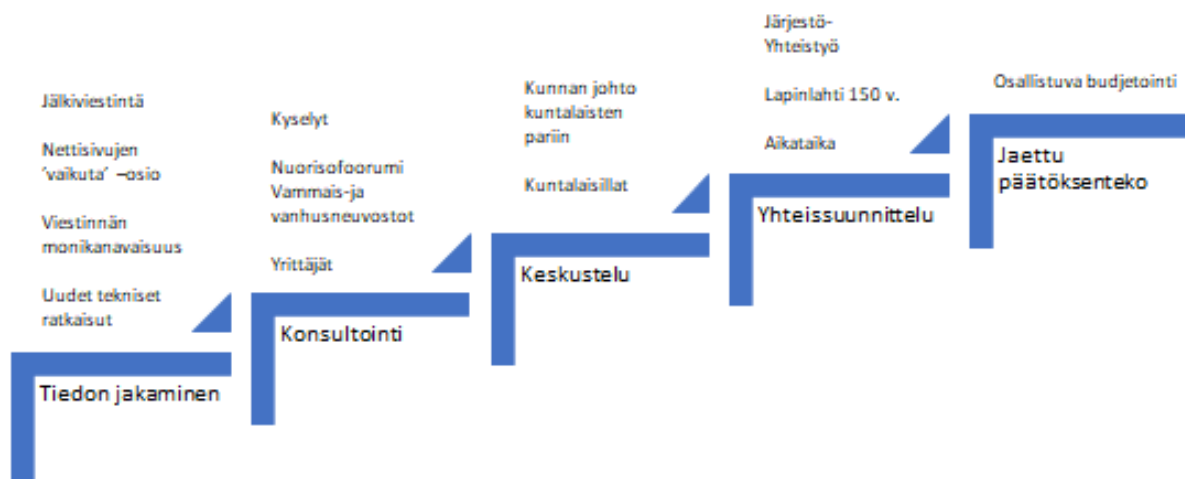 Jälkiviestintä
Nettisivujen
´vaikuta´ –osio
Viestinnän
monikanavaisuus
Uudet tekniset
ratkaisut
Tiedon jakaminen
Kyselyt
Nuorisofoorumi
Vammais-ja
vanhusneuvostot
Yrittäjät
Konsultointi
Kunnan johto
kuntalaisten
pariin
Kuntalaisillat
Keskustelu
Järjestö-
Yhteistyö
Lapinlahti 150 v.
Aikataika
Yhteissuunnittelu
Osallistuva budjetointi
Jaettu
päätöksenteko